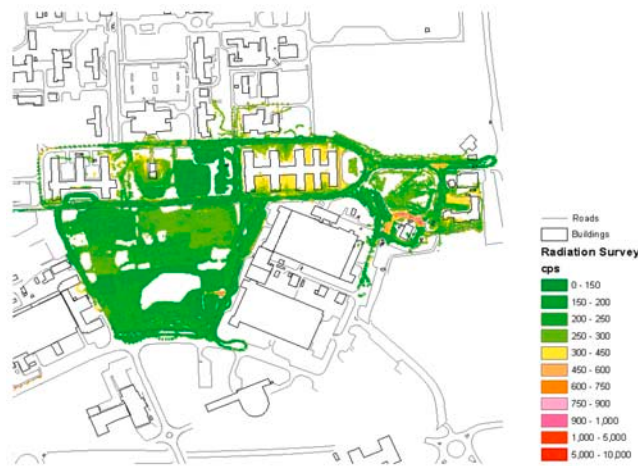 Roads
Buildings
Radiation Survey
cps
0 - 150
150 - 200
200 - 250
250 - 300
300 - 450
450 - 600
600 - 750
750 - 900
900 - 1,000
1,000 - 5,000
5,000 - 10,000